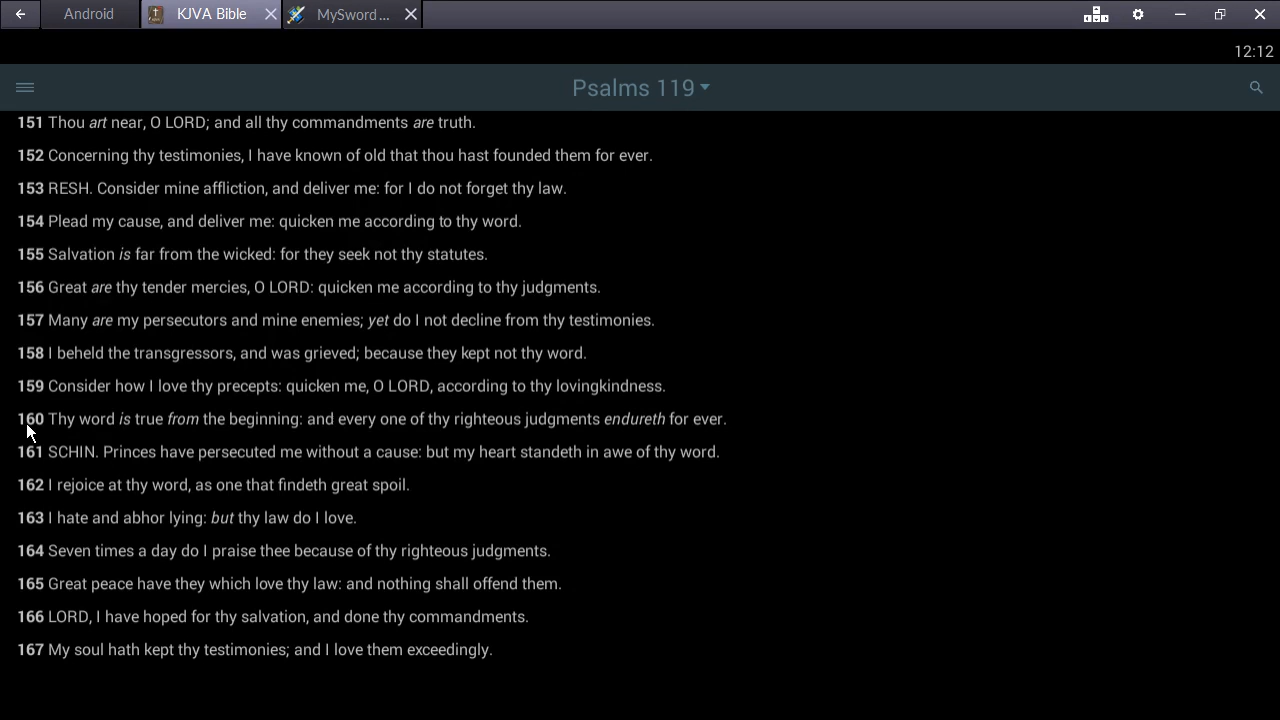 Android KJVA Bible MySword ...
12:12
Psalms 119
151 Thou art near, O LORD; and all thy commandments are truth.
152 Concerning thy testimonies, I have known of old that thou hast founded them for ever.
153 RESH. Consider mine affliction, and deliver me: for I do not forget thy law.
154 Plead my cause, and deliver me: quicken me according to thy word.
155 Salvation is far from the wicked: for they seek not thy statutes.
156 Great are thy tender mercies, O LORD: quicken me according to thy judgments.
157 Many are my persecutors and mine enemies; yet do I not decline from thy testimonies.
158 I beheld the transgressors, and was grieved; because they kept not thy word.
159 Consider how I love thy precepts: quicken me, O LORD, according to thy lovingkindness.
160 Thy word is true from the beginning: and every one of thy righteous judgments endureth for ever.
161 SCHIN. Princes have persecuted me without a cause: but my heart standeth in awe of thy word.
162 I rejoice at thy word, as one that findeth great spoil.
163 I hate and abhor lying: but thy law do I love.
164 Seven times a day do I praise thee because of thy righteous judgments.
165 Great peace have they which love thy law: and nothing shall offend them.
166 LORD, I have hoped for thy salvation, and done thy commandments.
167 My soul hath kept thy testimonies; and I love them exceedingly.